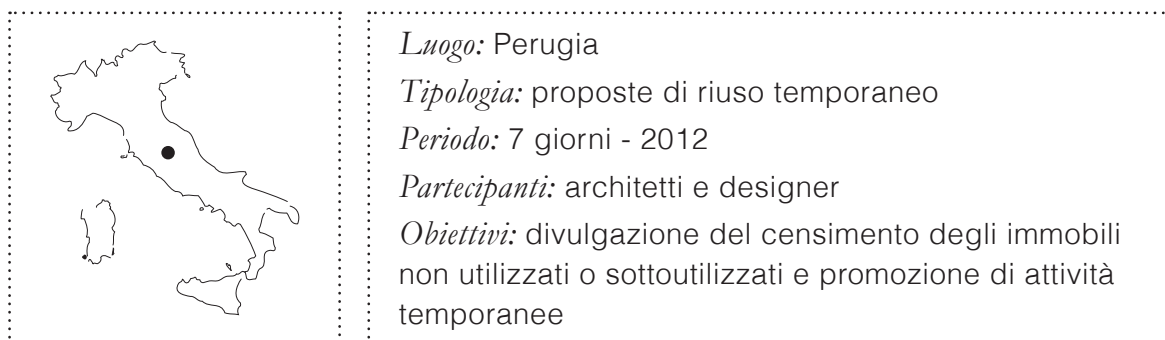 Luogo: Perugia
Tipologia: proposte di riuso temporaneo
Periodo: 7 giorni - 2012
Partecipanti: architetti e designer
Obiettivi: divulgazione del censimento degli immobili
non utilizzati o sottoutilizzati e promozione di attività
temporanee